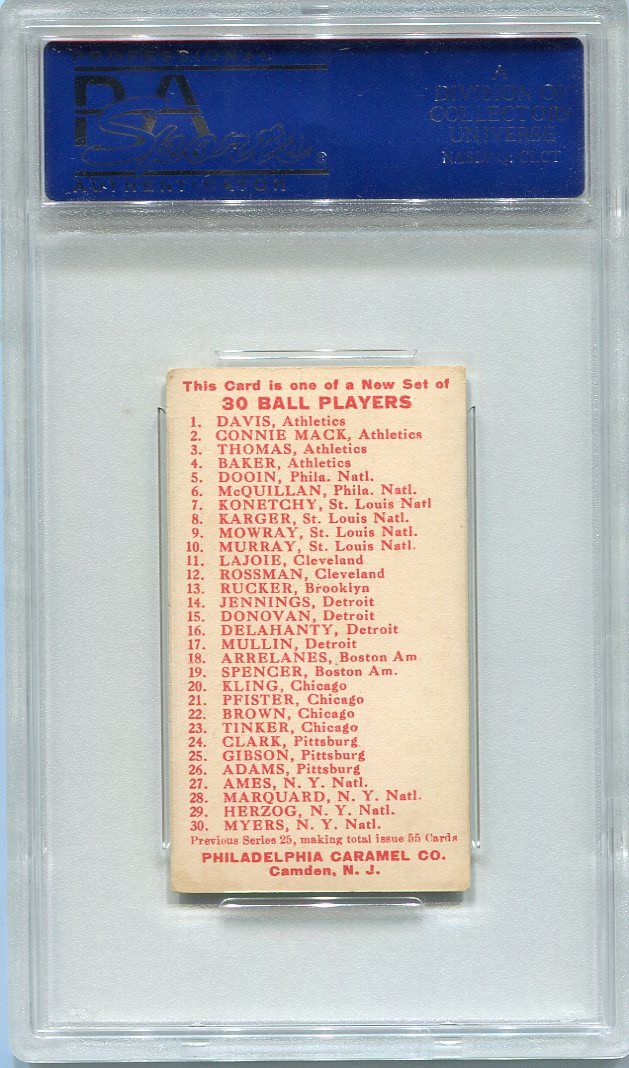 PROFESSIONAL
PSA
Sports®
AUTHENTICATOR
A
DIVISION OF
COLLECTORS
UNIVERSE
NASDAQ: CLCT
This Card is one of a New Set of
30 BALL PLAYERS
1. DAVIS, Athletics
2. CONNIE MACK, Athletics
3. THOMAS, Athletics
4. BAKER, Athletics
5. DOOIN, Phila. Natl.
6. McQUILLAN, Phila. Natl.
7. KONETCHY, St. Louis Natl
8. KARGER, St. Louis Natl.
9. MOWRAY, St. Louis Natl.
10. MURRAY, St. Louis Natl.
11. LAJOIE, Cleveland
12. ROSSMAN, Cleveland
13. RUCKER, Brooklyn
14. JENNINGS, Detroit
15. DONOVAN, Detroit
16. DELAHANTY, Detroit
17. MULLIN, Detroit
18. ARRELANES, Boston Am
19. SPENCER, Boston Am.
20. KLING, Chicago
21. PFISTER, Chicago
22. BROWN, Chicago
23. TINKER, Chicago
24. CLARK, Pittsburg
25. GIBSON, Pittsburg
26. ADAMS, Pittsburg
27. AMES, N. Y. Natl.
28. MARQUARD, N. Y. Natl.
29. HERZOG, N. Y. Natl.
30. MYERS, N. Y. Natl.
Previous Series 25, making total issue 55 Cards
PHILADELPHIA CARAMEL CO.
Camden, N. J.